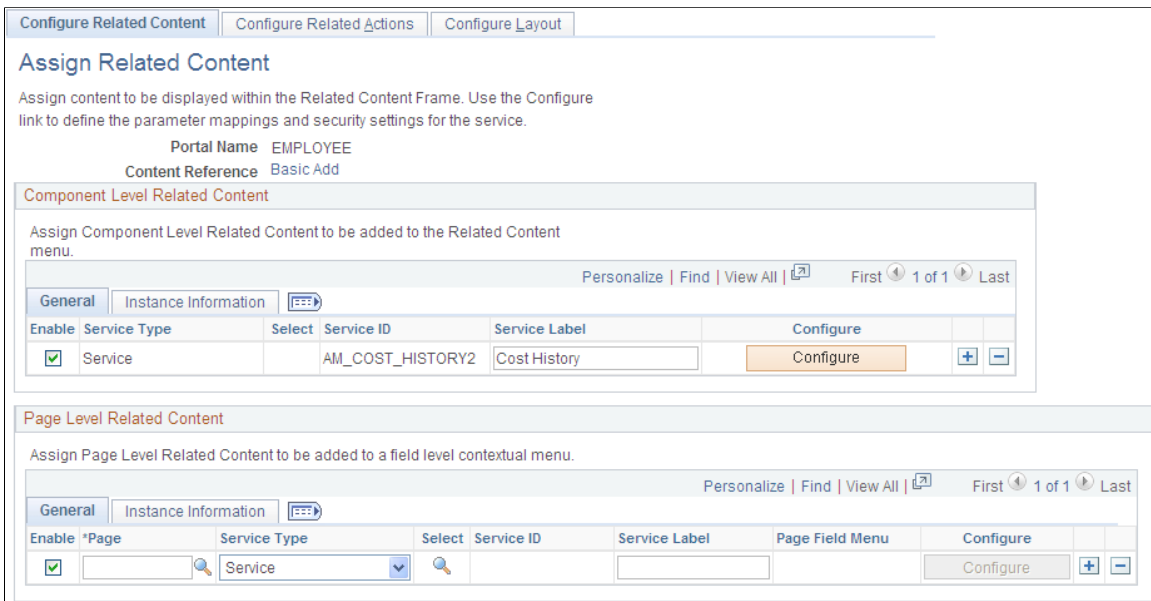 Configure Related Content Configure Related Actions Configure Layout
Assign Related Content
Assign content to be displayed within the Related Content Frame. Use the Configure
link to define the parameter mappings and security settings for the service.
Portal Name EMPLOYEE
Content Reference Basic Add
Component Level Related Content
Assign Component Level Related Content to be added to the Related Content
menu.
Personalize | Find | View All | First 1 of 1 Last
General Instance Information
Enable Service Type Select Service ID Service Label Configure
Service AM_COST_HISTORY2 Cost History Configure
Page Level Related Content
Assign Page Level Related Content to be added to a field level contextual menu.
Personalize | Find | View All | First 1 of 1 Last
General Instance Information
Enable *Page Service Type Select Service ID Service Label Page Field Menu Configure
Service Configure